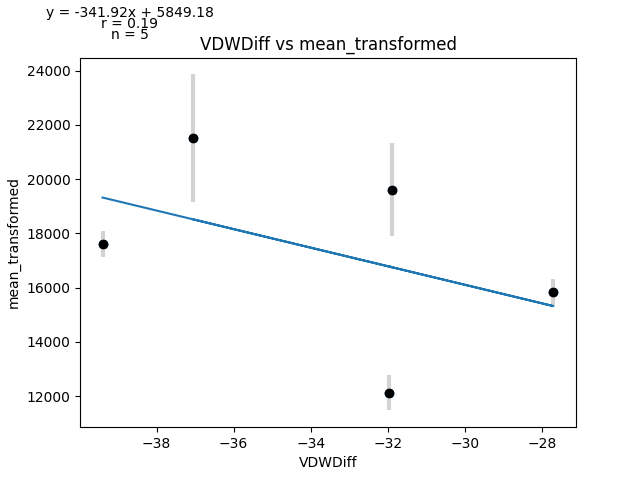 y = -341.92x + 5849.18
r = 0.19
n = 5
VDWDiff vs mean_transformed
24000
22000
20000
18000
16000
14000
12000
mean_transformed
−38 −36 −34 −32 −30 −28
VDWDiff